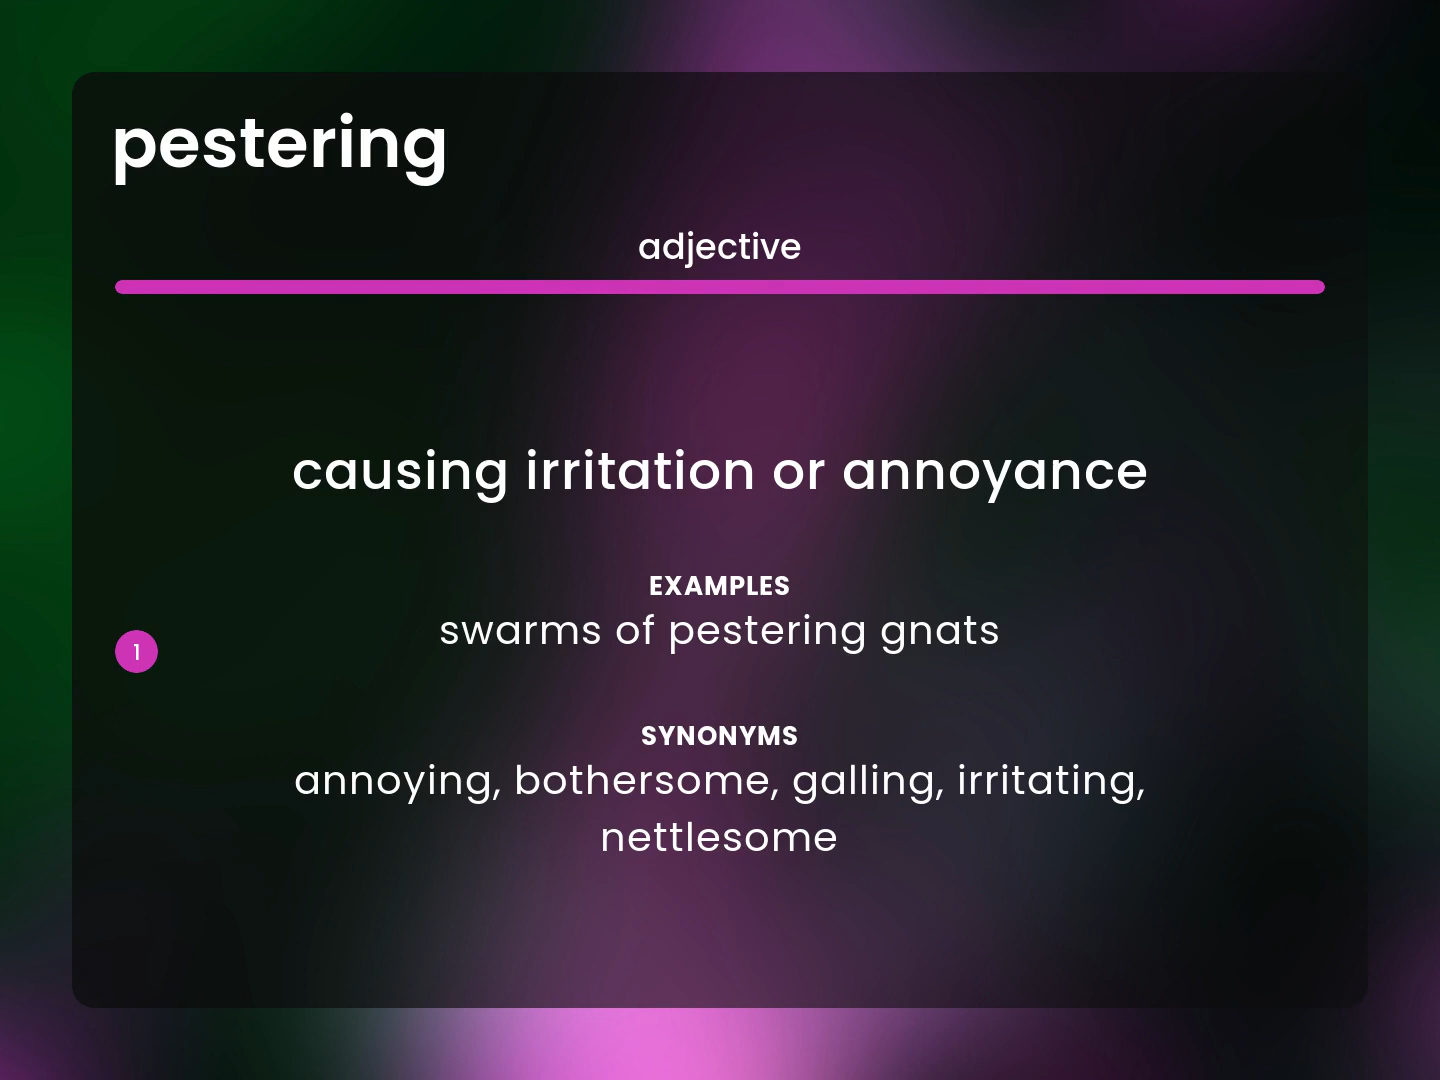 pestering
adjective
causing irritation or annoyance
EXAMPLES
swarms of pestering gnats
1
SYNONYMS
annoying, bothersome, galling, irritating,
nettlesome